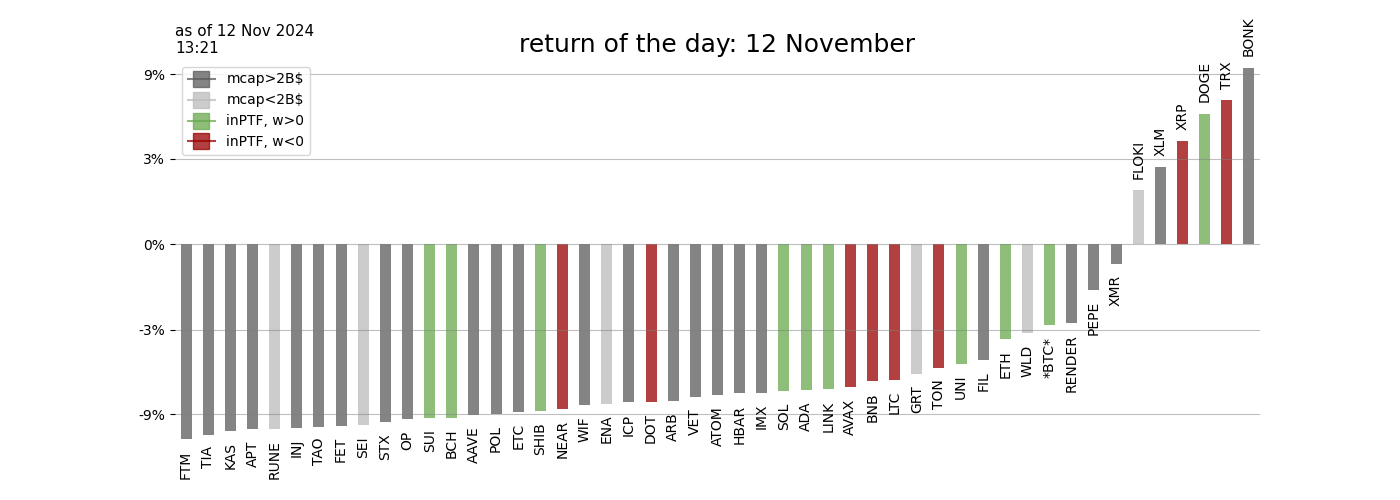 as of 12 Nov 2024
13:21
return of the day: 12 November
mcap>2B$
mcap<2B$
inPTF, w>0
inPTF, w<0
9%
3%
0%
-3%
-9%
FTM
TIA
KAS
APT
RUNE
INJ
TAO
FET
SEI
STX
OP
SUI
BCH
AAVE
POL
ETC
SHIB
NEAR
WIF
ENA
ICP
DOT
ARB
VET
ATOM
HBAR
IMX
SOL
ADA
LINK
AVAX
BNB
LTC
GRT
TON
UNI
FIL
ETH
WLD
*BTC*
RENDER
PEPE
XMR
FLOKI
XLM
XRP
DOGE
TRX
BONK